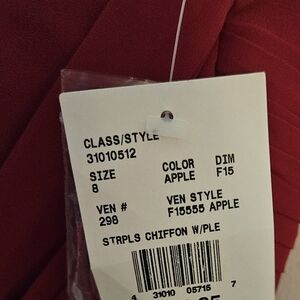 CLASS/STYLE
31010512
SIZE COLOR DIM
8 APPLE F15
VEN # VEN STYLE
298 F15555 APPLE
STRPLS CHIFFON W/PLE
4 31010 05715 7